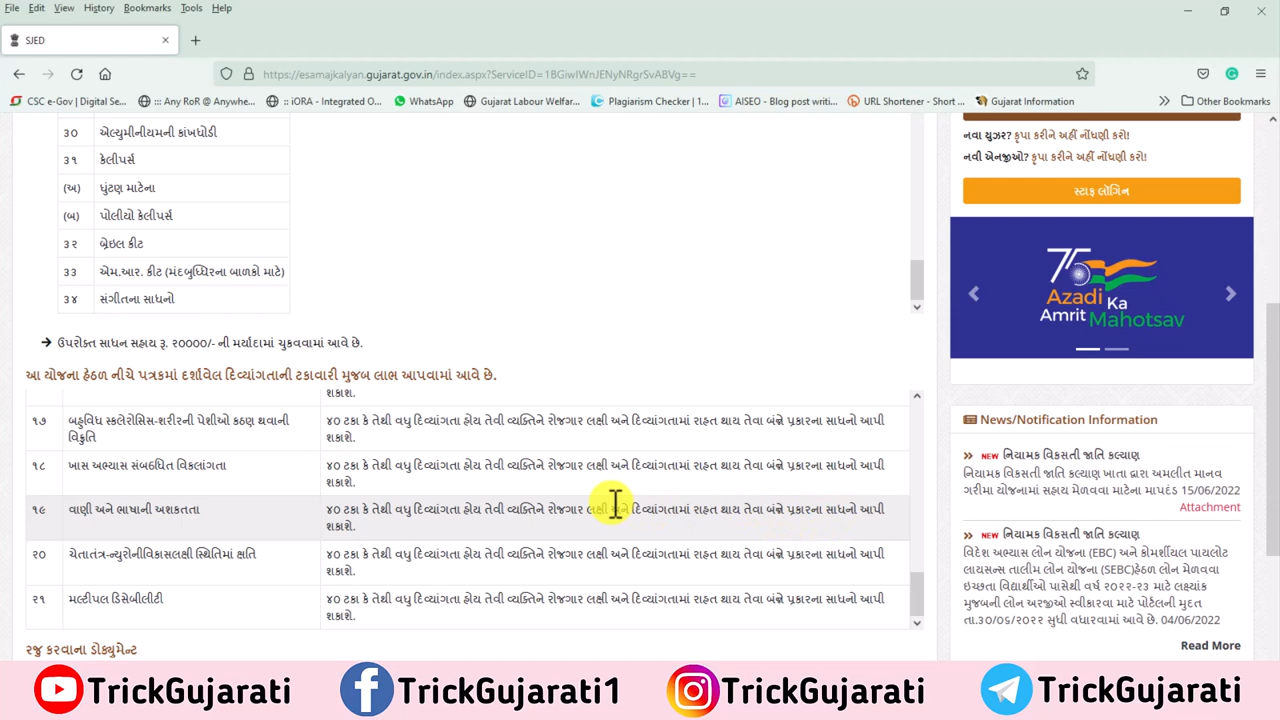 File Edit View History Bookmarks Tools Help
SJED
https://esamajkalyan.gujarat.gov.in/index.aspx?ServiceID=1BGiwIWnJENyNRgrSvABVg==
CSC e-Gov | Digital Se... ::: Any RoR @ Anywhe... :: iORA - Integrated O... WhatsApp Gujarat Labour Welfar... Plagiarism Checker | 1... AISEO - Blog post writi... URL Shortener - Short ... Gujarat Information Other Bookmarks
૩૦ એલ્યુમીનીયમની કાંખધોડી
૩૧ કેલીપર્સ
(અ) ઘુંટણ માટેના
(બ) પોલીયો કેલીપર્સ
૩૨ બ્રેઇલ કીટ
૩૩ એમ.આર. કીટ (મંદબુધ્ધિરના બાળકો માટે)
૩૪ સંગીતના સાધનો
ઉપરોક્ત સાધન સહાય રૂ. ૨૦૦૦૦/- ની મર્યાદામાં ચુકવવામાં આવે છે.
આ યોજના હેઠળ નીચે પત્રકમાં દર્શાવેલ દિવ્યાંગતાની ટકાવારી મુજબ લાભ આપવામાં આવે છે.
શકાશે.
૧૭ બહુવિધ સ્કલેરોસિસ-શરીરની પેશીઓ કઠણ થવાની
વિકૃતિ
૪૦ ટકા કે તેથી વધુ દિવ્યાંગતા હોય તેવી વ્યક્તિને રોજગાર લક્ષી અને દિવ્યાંગતામાં રાહત થાય તેવા બંન્ને પ્રકારના સાધનો આપી
શકાશે.
૧૮ ખાસ અભ્યાસ સંબઠધિત વિકલાંગતા
૪૦ ટકા કે તેથી વધુ દિવ્યાંગતા હોય તેવી વ્યક્તિને રોજગાર લક્ષી અને દિવ્યાંગતામાં રાહત થાય તેવા બંન્ને પ્રકારના સાધનો આપી
શકાશે.
૧૯ વાણી અને ભાષાની અશકતતા
૪૦ ટકા કે તેથી વધુ દિવ્યાંગતા હોય તેવી વ્યક્તિને રોજગાર લક્ષી અને દિવ્યાંગતામાં રાહત થાય તેવા બંન્ને પ્રકારના સાધનો આપી
શકાશે.
૨૦ ચેતાતંત્ર-ન્યુરોનીવિકાસલક્ષી સ્થિતિમાં ક્ષતિ
૪૦ ટકા કે તેથી વધુ દિવ્યાંગતા હોય તેવી વ્યક્તિને રોજગાર લક્ષી અને દિવ્યાંગતામાં રાહત થાય તેવા બંન્ને પ્રકારના સાધનો આપી
શકાશે.
૨૧ મલ્ટીપલ ડિસેબીલીટી
૪૦ ટકા કે તેથી વધુ દિવ્યાંગતા હોય તેવી વ્યક્તિને રોજગાર લક્ષી અને દિવ્યાંગતામાં રાહત થાય તેવા બંન્ને પ્રકારના સાધનો આપી
શકાશે.
રજુ કરવાના ડોક્યુમેન્ટ
નવા યુઝર? કૃપા કરીને અહીં નોંધણી કરો!
નવી એનજીઓ? કૃપા કરીને અહીં નોંધણી કરો!
સ્ટાફ લૉગિન
75
Azadi
Ka
Amrit
Mahotsav
News/Notification Information
NEW નિયામક વિકસતી જાતિ કલ્યાણ
નિયામક વિકસતી જાતિ કલ્યાણ ખાતા દ્વારા અમલીત માનવ
ગરીમા યોજનામાં સહાય મેળવવા માટેના માપદંડ 15/06/2022
Attachment
NEW નિયામક વિકસતી જાતિ કલ્યાણ
વિદેશ અભ્યાસ લોન યોજના (EBC) અને કોમર્શીયલ પાયલોટ
લાયસન્સ તાલીમ લોન યોજના (SEBC)હેઠળ લોન મેળવવા
ઇચ્છતા વિદ્યાર્થીઓ પાસેથી વર્ષ ૨૦૨૨-૨૩ માટે લક્ષ્યાંક
મુજબની લોન અરજીઓ સ્વીકારવા માટે પોર્ટલની મુદત
તા.૩૦/૦૬/૨૦૨૨ સુધી વધારવામાં આવે છે. 04/06/2022
Read More
TrickGujarati TrickGujarati1 TrickGujarati TrickGujarati